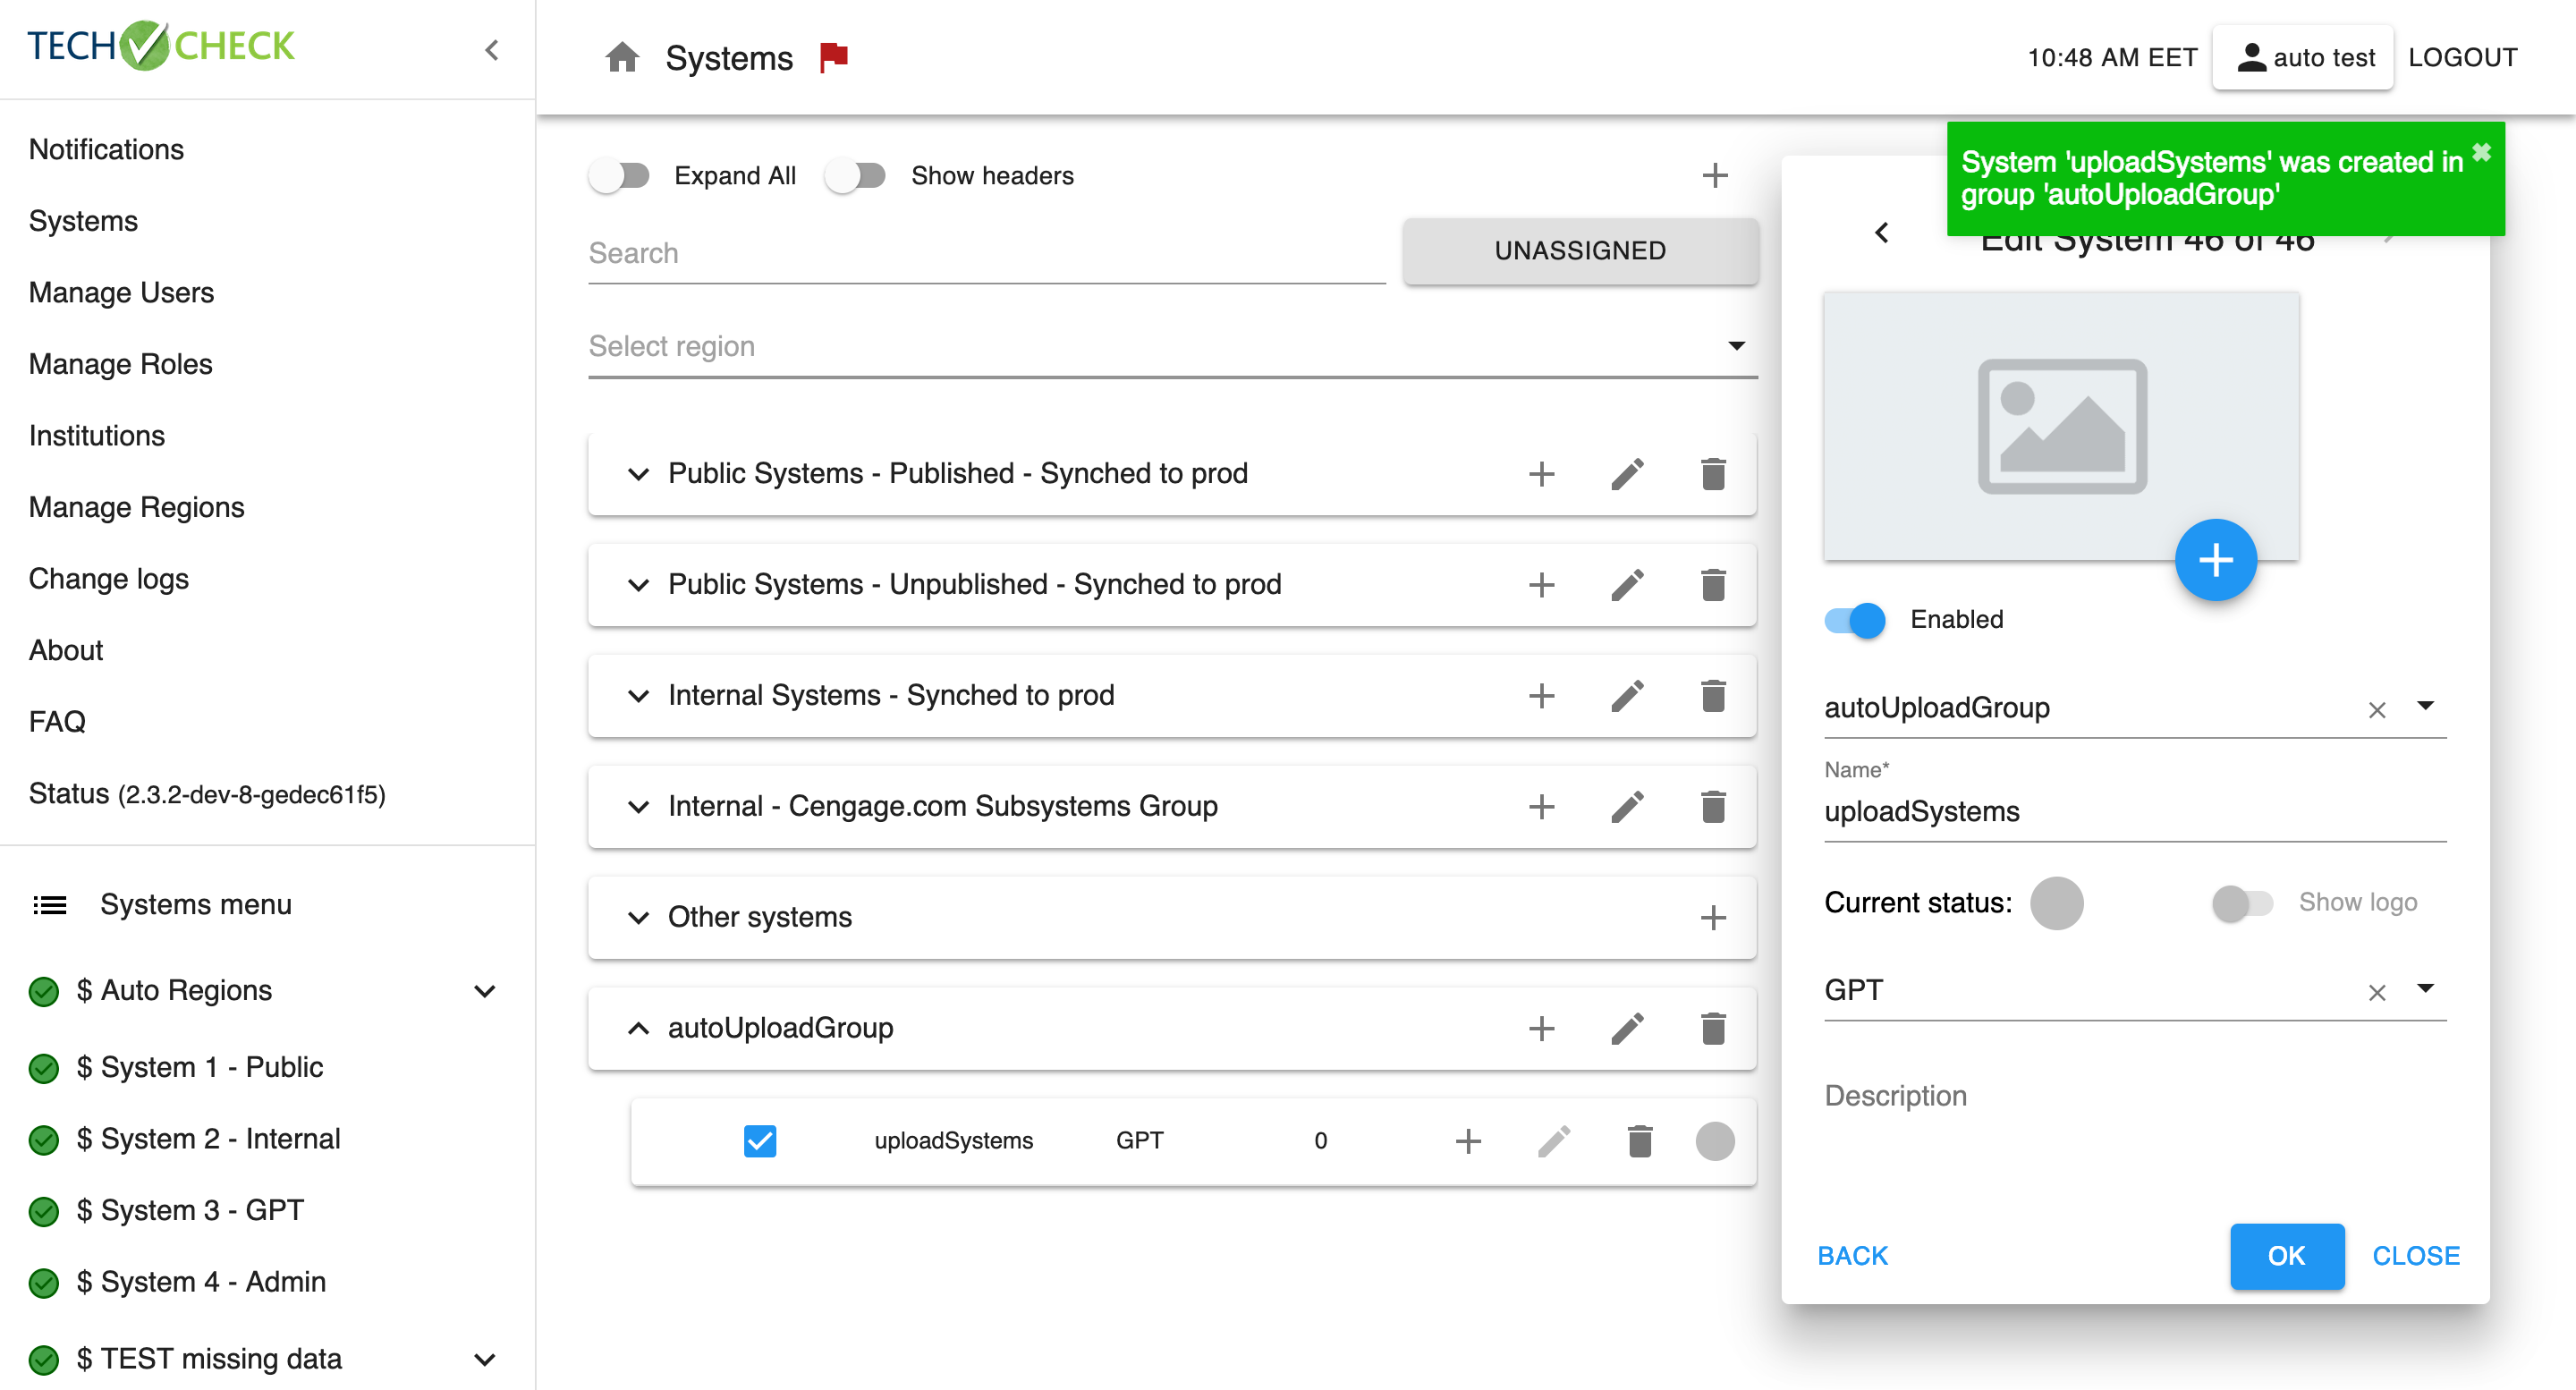 TECH CHECK
Notifications
Systems
Manage Users
Manage Roles
Institutions
Manage Regions
Change logs
About
FAQ
Status (2.3.2-dev-8-gedec61f5)
Systems menu
$ Auto Regions
$ System 1 - Public
$ System 2 - Internal
$ System 3 - GPT
$ System 4 - Admin
$ TEST missing data
Systems
10:48 AM EET
auto test
LOGOUT
Expand All
Show headers
Search
UNASSIGNED
Select region
Public Systems - Published - Synched to prod
Public Systems - Unpublished - Synched to prod
Internal Systems - Synched to prod
Internal - Cengage.com Subsystems Group
Other systems
autoUploadGroup
uploadSystems GPT 0
System 'uploadSystems' was created in
group 'autoUploadGroup'
Edit System 46 of 46
Enabled
autoUploadGroup
Name*
uploadSystems
Current status:
Show logo
GPT
Description
BACK
OK
CLOSE